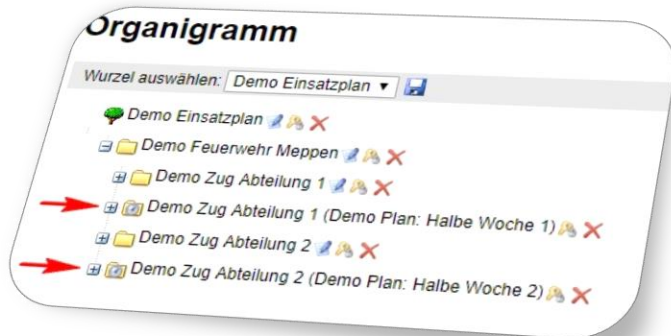 Organigramm
Wurzel auswählen: Demo Einsatzplan
Demo Einsatzplan
Demo Feuerwehr Meppen
Demo Zug Abteilung 1
Demo Zug Abteilung 1 (Demo Plan: Halbe Woche 1)
Demo Zug Abteilung 2
Demo Zug Abteilung 2 (Demo Plan: Halbe Woche 2)